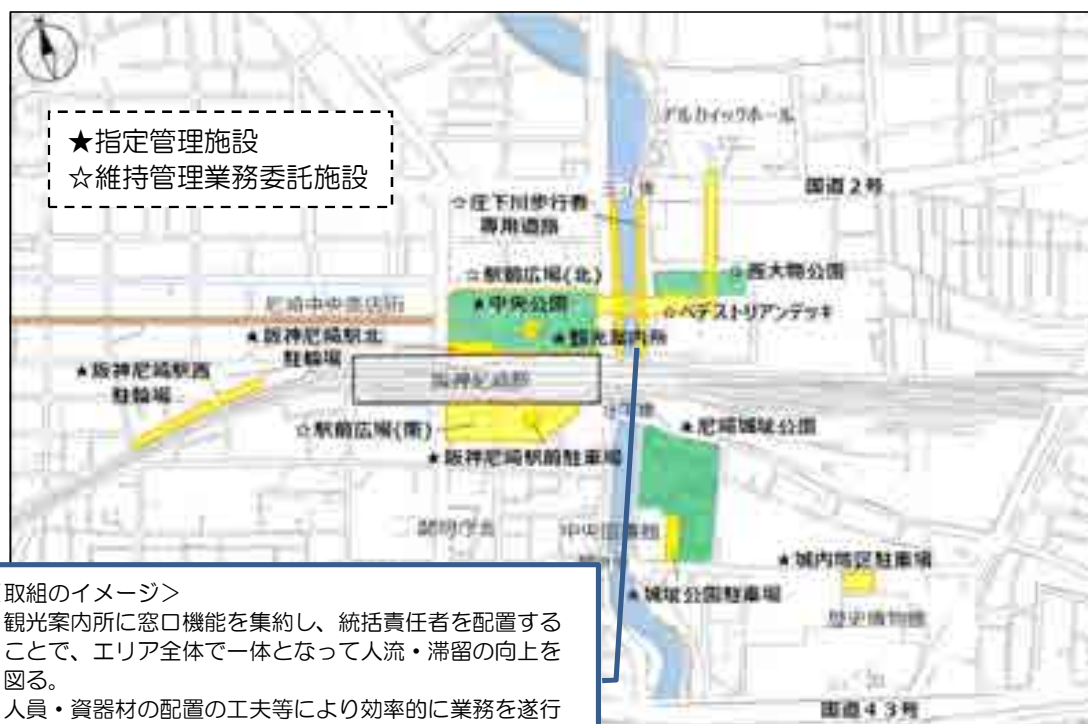 ★指定管理施設
☆維持管理業務委託施設
アルカイックホール
国道2号
☆庄下川歩行者
専用道路
☆駅前広場(北)
☆西大物公園
尼崎中央商店街
★中央公園
☆ペデストリアンデッキ
★阪神尼崎駅北
駐輪場
★観光案内所
★阪神尼崎駅西
駐輪場
阪神尼崎駅
☆駅前広場(南)
★尼崎城址公園
★阪神尼崎駅前駐車場
開明庁舎
中央図書館
★城内地区駐車場
★城址公園駐車場
歴史博物館
国道43号
取組のイメージ>
観光案内所に窓口機能を集約し、統括責任者を配置する
ことで、エリア全体で一体となって人流・滞留の向上を
図る。
人員・資器材の配置の工夫等により効率的に業務を遂行